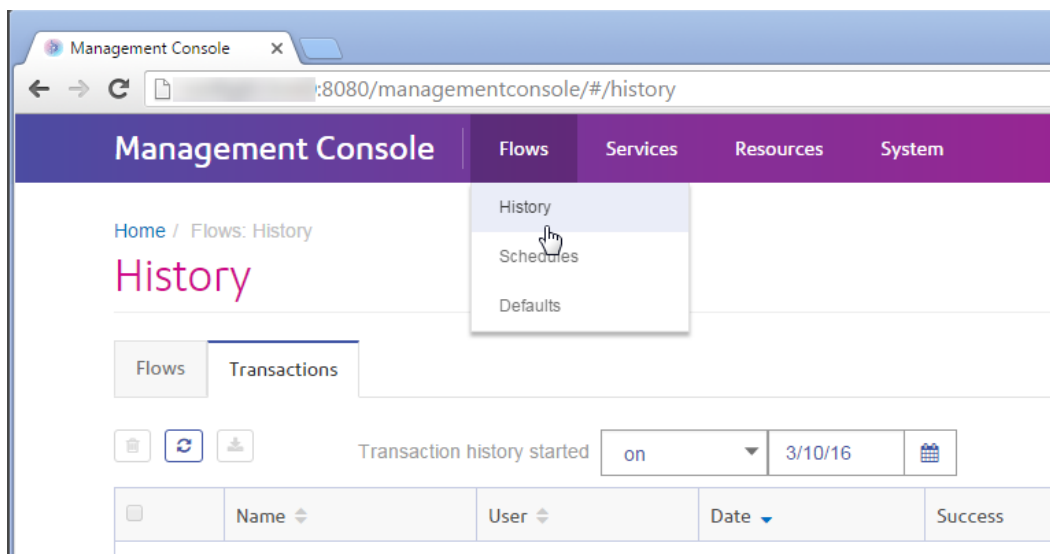 Management Console
:8080/managementconsole/#/history
Management Console Flows Services Resources System
History
Schedules
Defaults
Home / Flows: History
History
Flows Transactions
Transaction history started on 3/10/16
Name User Date Success